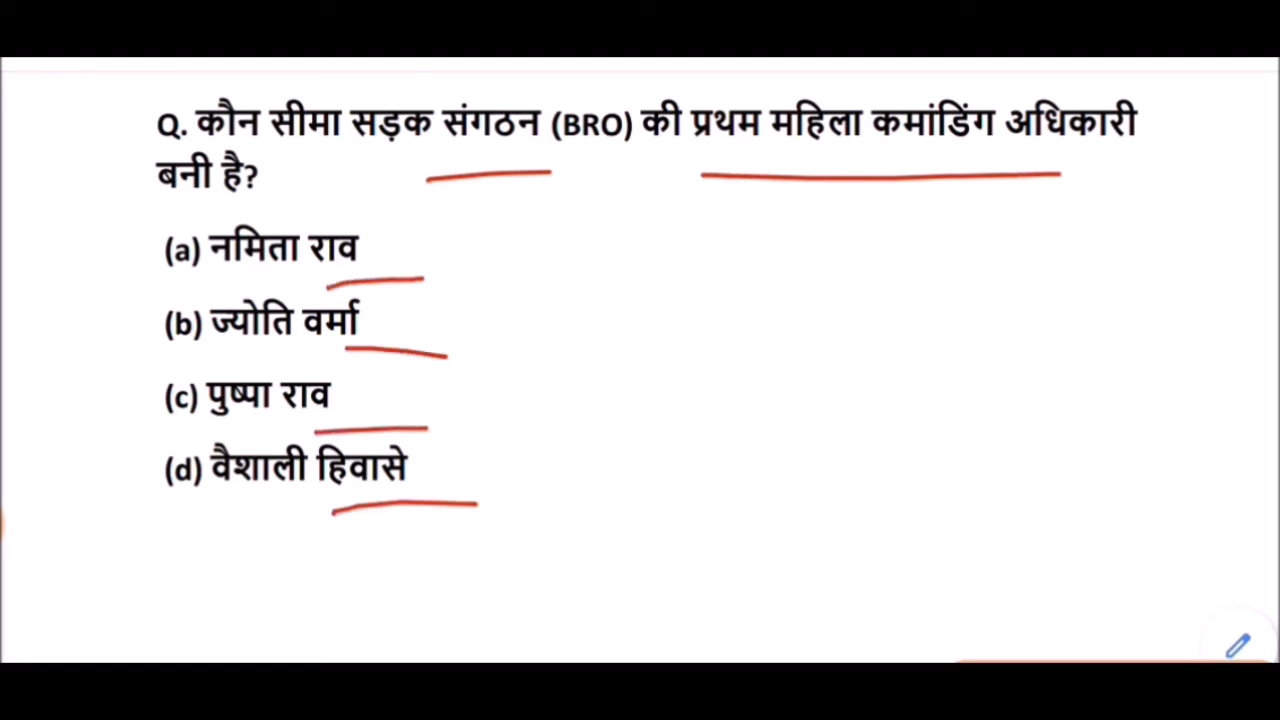 Q. कौन सीमा सड़क संगठन (BRO) की प्रथम महिला कमांडिंग अधिकारी
बनी है?
(a) नमिता राव
(b) ज्योति वर्मा
(c) पुष्पा राव
(d) वैशाली हिवासे